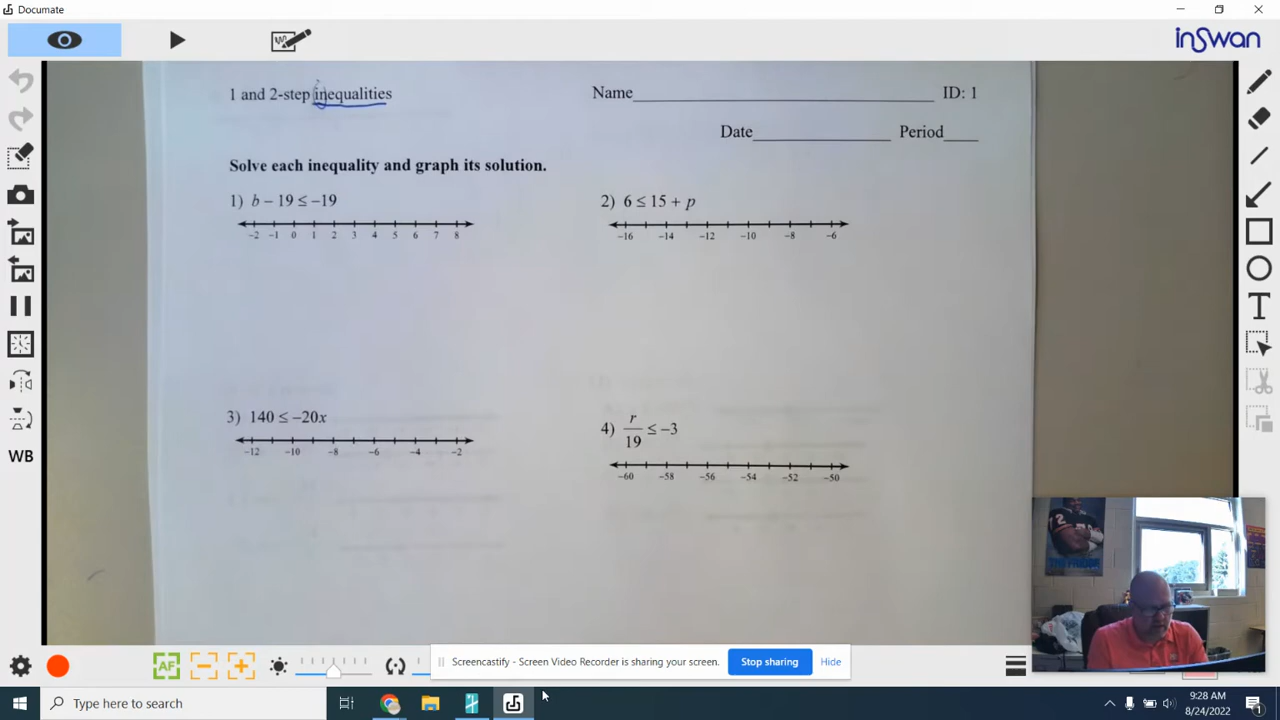 Documate
inSwan
1 and 2-step inequalities
Name
ID: 1
Date
Period
Solve each inequality and graph its solution.
1) b − 19 ≤ −19
−2 −1 0 1 2 3 4 5 6 7 8
2) 6 ≤ 15 + p
−16 −14 −12 −10 −8 −6
3) 140 ≤ −20x
−12 −10 −8 −6 −4 −2
4) r/19 ≤ −3
−60 −58 −56 −54 −52 −50
T
WB
AF
Screencastify - Screen Video Recorder is sharing your screen.
Stop sharing
Hide
Type here to search
9:28 AM
8/24/2022
1